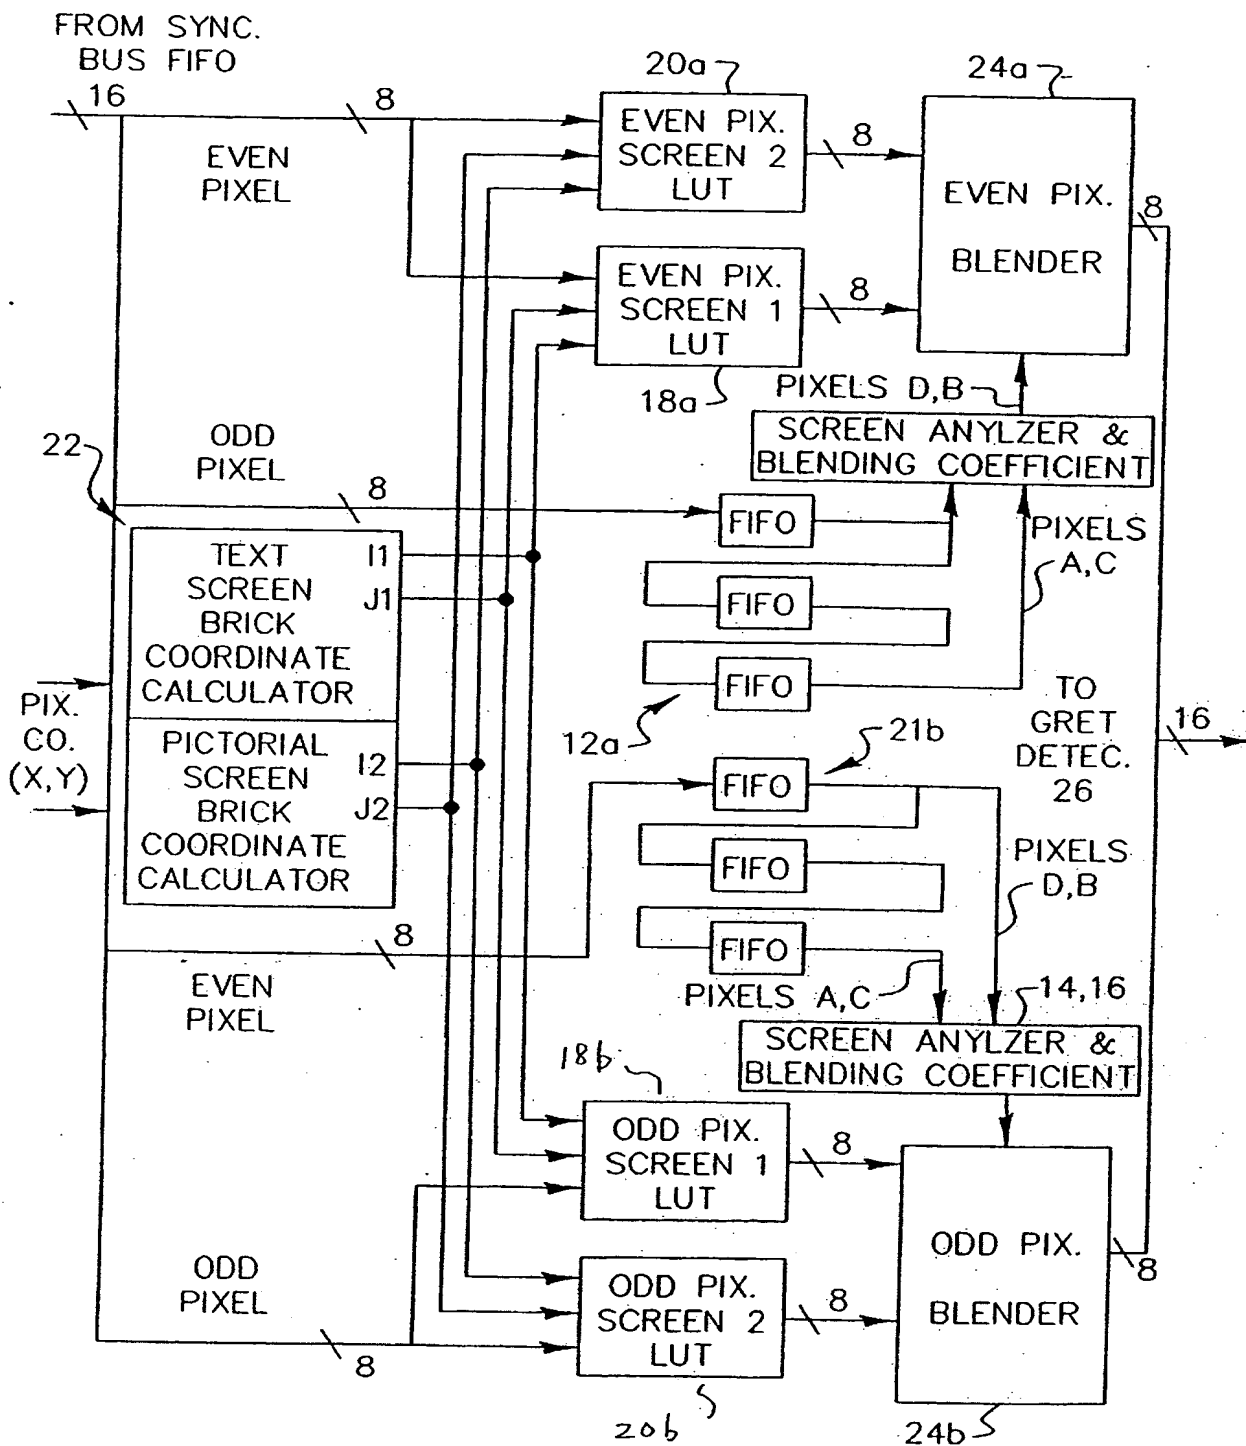 FROM SYNC.
BUS FIFO
16
8
EVEN
PIXEL
20a
EVEN PIX.
SCREEN 2
LUT
8
24a
EVEN PIX.
BLENDER
8
EVEN PIX.
SCREEN 1
LUT
8
18a
PIXELS D,B
SCREEN ANYLZER &
BLENDING COEFFICIENT
22
ODD
PIXEL
8
FIFO
FIFO
FIFO
PIXELS
A,C
12a
TEXT
SCREEN
BRICK
COORDINATE
CALCULATOR
I1
J1
PIX.
CO.
(X,Y)
PICTORIAL
SCREEN
BRICK
COORDINATE
CALCULATOR
I2
J2
TO
GRET
DETEC.
26
16
21b
FIFO
FIFO
FIFO
PIXELS
D,B
8
EVEN
PIXEL
PIXELS A,C
14,16
SCREEN ANYLZER &
BLENDING COEFFICIENT
18b
ODD PIX.
SCREEN 1
LUT
8
ODD PIX.
BLENDER
8
ODD
PIXEL
8
ODD PIX.
SCREEN 2
LUT
8
20b
24b